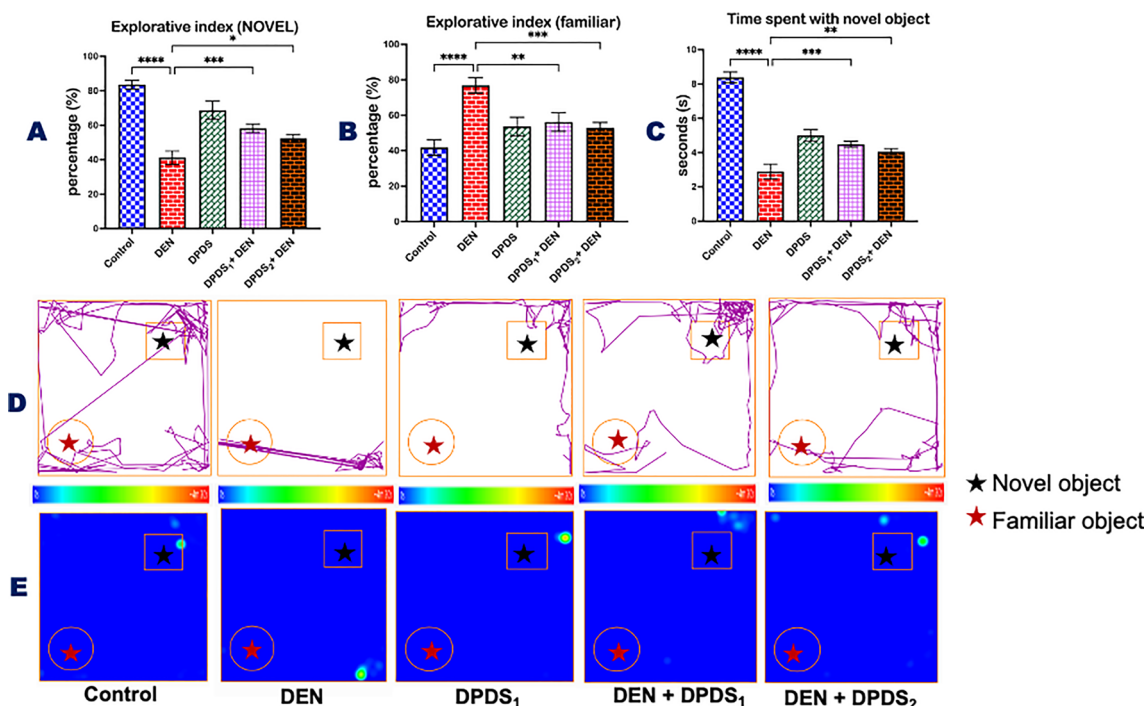 Explorative index (NOVEL)
****
***
*
A
percentage (%)
100
80
60
40
20
0
Control
DEN
DPDS
DPDS₁+ DEN
DPDS₂+ DEN
Explorative index (familiar)
****
**
***
B
percentage (%)
100
80
60
40
20
0
Control
DEN
DPDS
DPDS₁+ DEN
DPDS₂+ DEN
Time spent with novel object
****
***
**
C
seconds (s)
10
8
6
4
2
0
Control
DEN
DPDS
DPDS₁+ DEN
DPDS₂+ DEN
D
Novel object
Familiar object
E
Control
DEN
DPDS₁
DEN + DPDS₁
DEN + DPDS₂